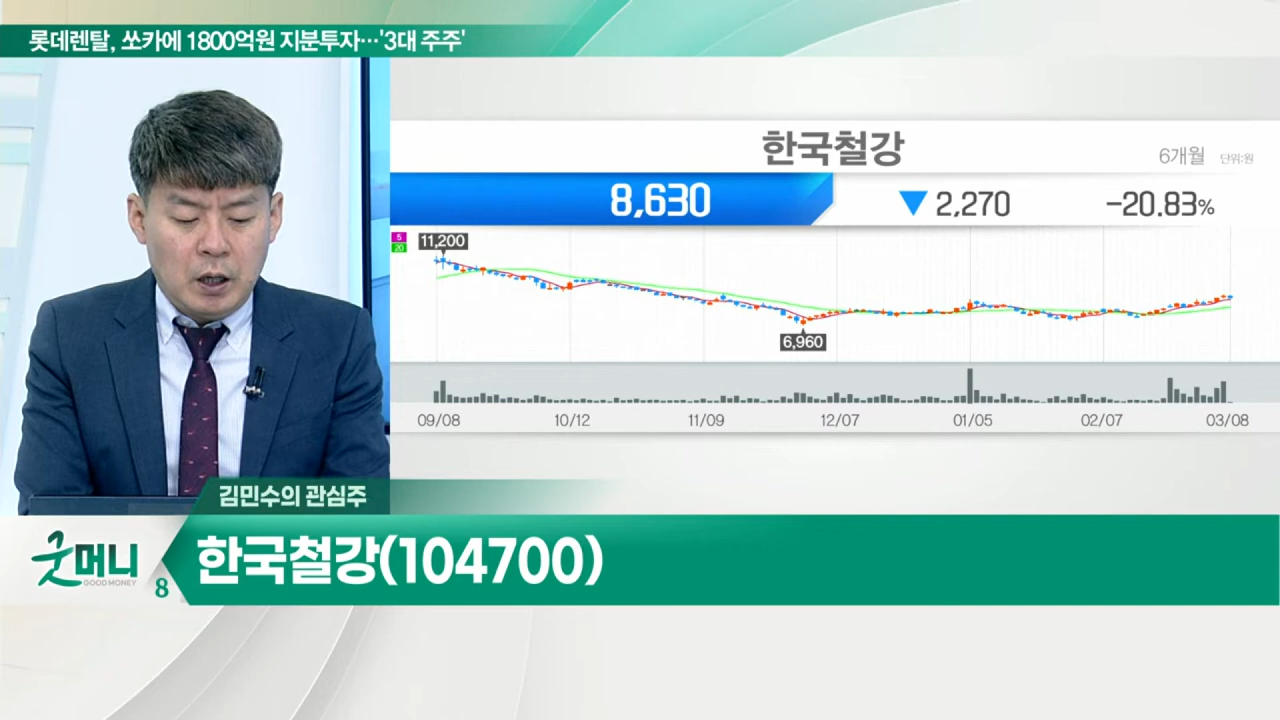 롯데렌탈, 쏘카에 1800억원 지분투자…'3대 주주'
한국철강
6개월 단위:원
8,630 ▼2,270 -20.83%
5
20
11,200
6,960
09/08 10/12 11/09 12/07 01/05 02/07 03/08
김민수의 관심주
굿머니
GOOD MONEY
8
한국철강(104700)